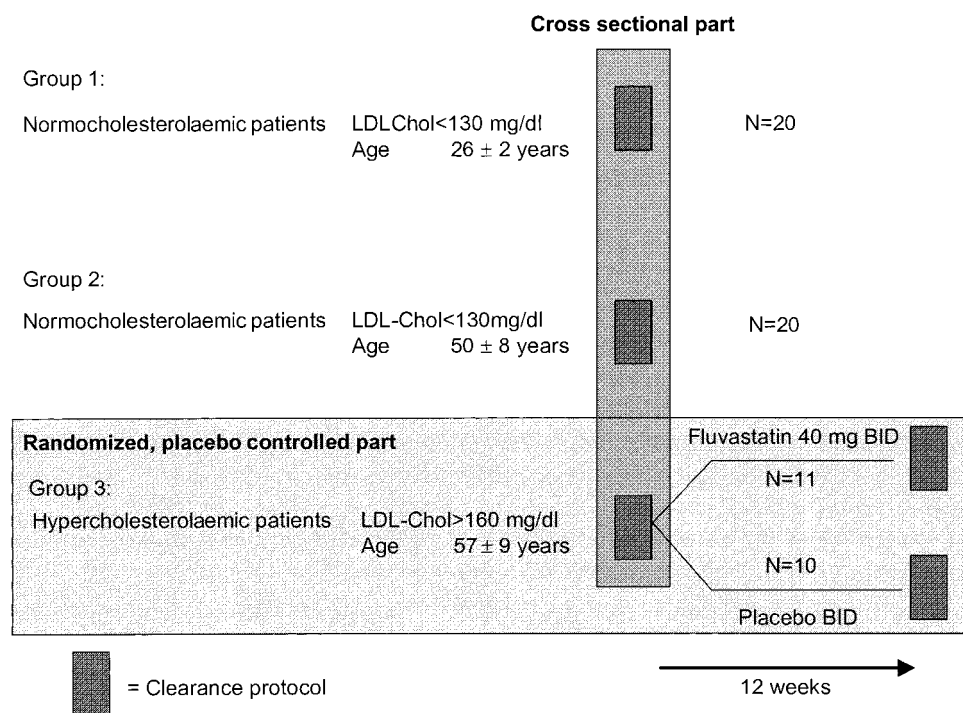 Cross sectional part
Group 1:
Normocholesterolaemic patients LDLChol<130 mg/dl N=20
Age 26 ± 2 years
Group 2:
Normocholesterolaemic patients LDL-Chol<130mg/dl N=20
Age 50 ± 8 years
Randomized, placebo controlled part
Fluvastatin 40 mg BID
N=11
Group 3:
Hypercholesterolaemic patients LDL-Chol>160 mg/dl
Age 57 ± 9 years
N=10
Placebo BID
= Clearance protocol
12 weeks